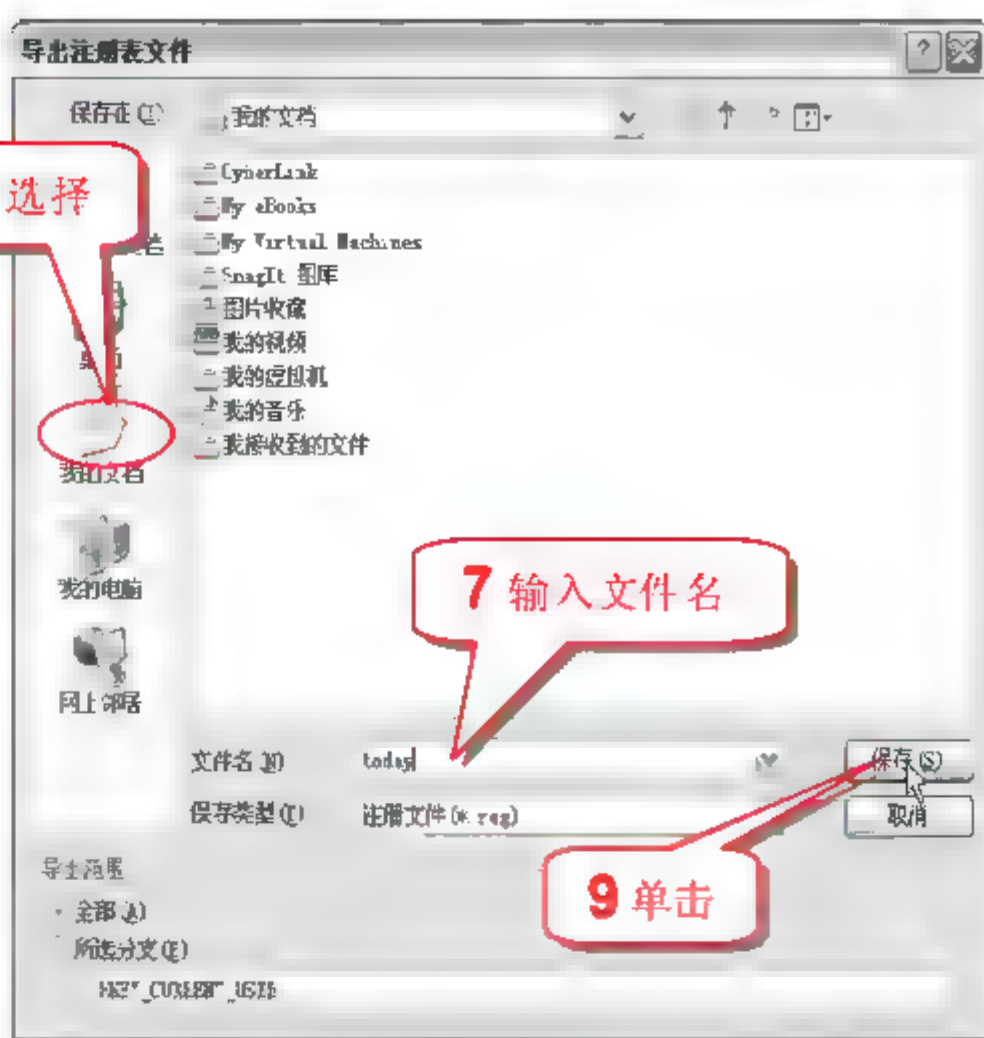 导出注册表文件
保存在(I)
我的文档
选择
CyberLink
My eBooks
My Virtual Machines
SnagIt 图库
图片收藏
我的视频
我的虚拟机
我的音乐
我接收到的文件
桌面
我的文档
我的电脑
网上邻居
7 输入文件名
文件名(N)
today
保存(S)
保存类型(T)
注册文件(*.reg)
取消
9 单击
导出范围
全部(A)
所选分支(E)
HKEY_CURRENT_USER